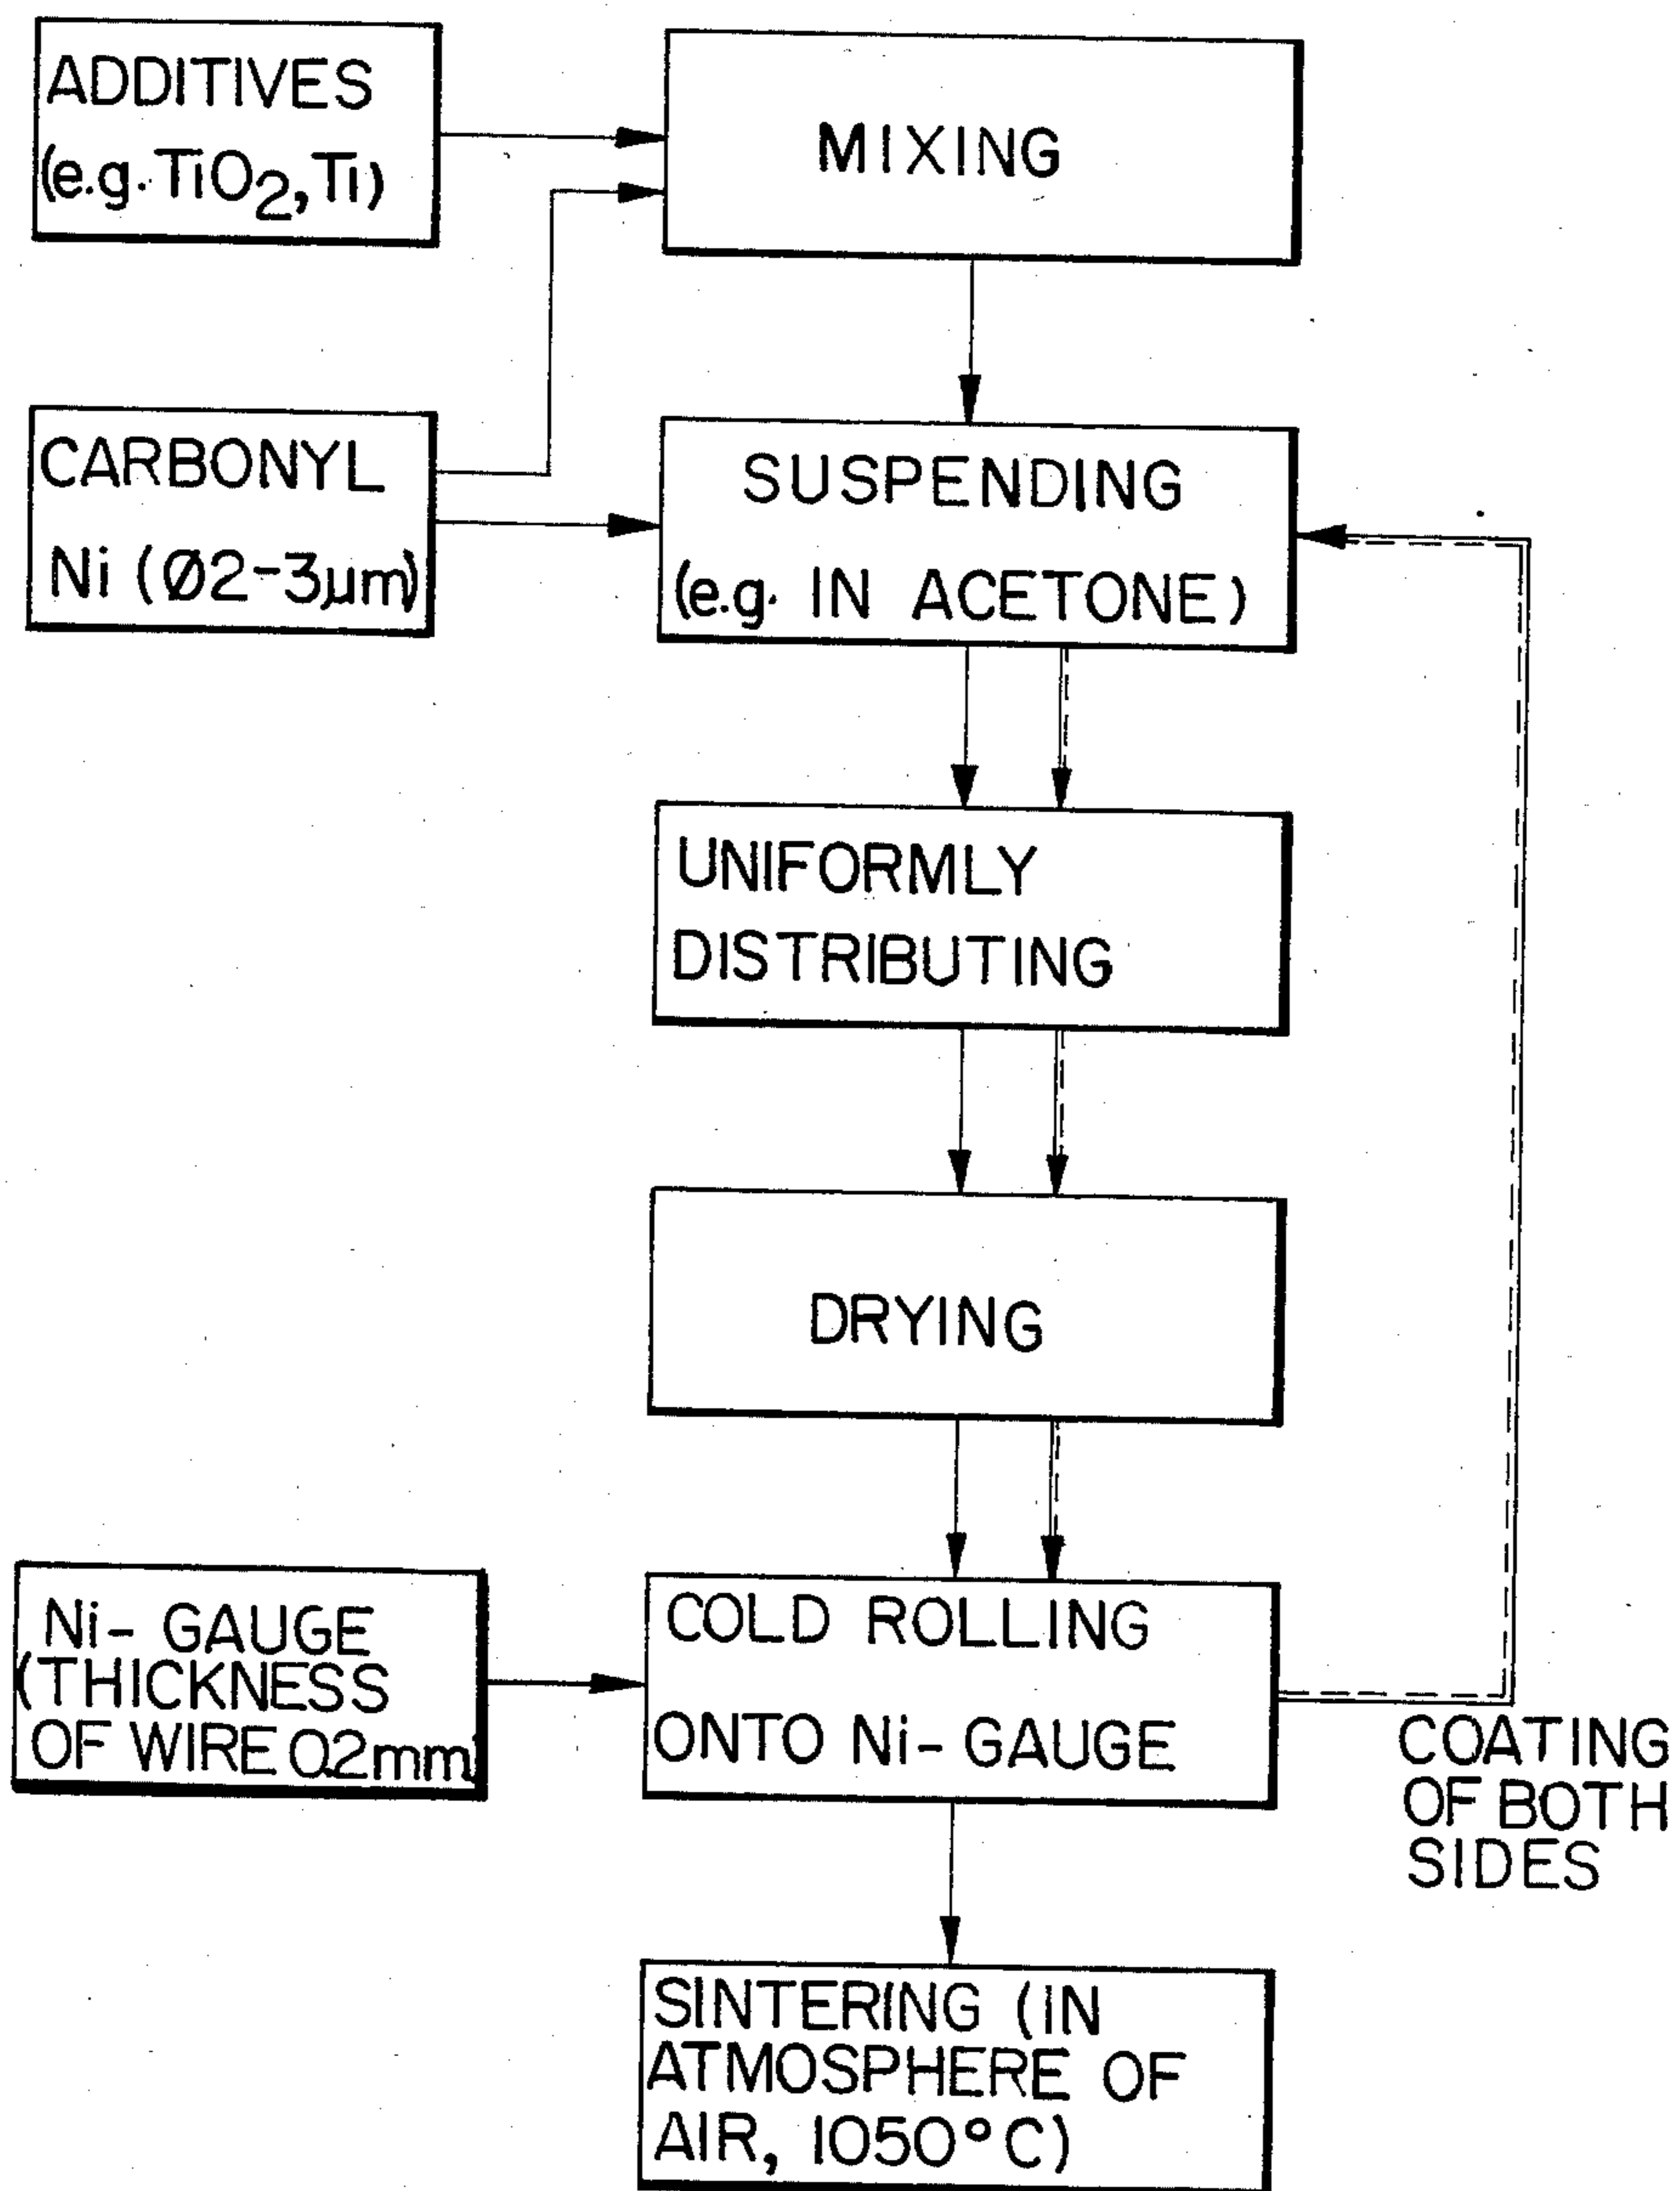 ADDITIVES
(e.g. TiO2, Ti)
MIXING
CARBONYL
Ni (Ø2-3µm)
SUSPENDING
(e.g. IN ACETONE)
UNIFORMLY
DISTRIBUTING
DRYING
Ni- GAUGE
(THICKNESS
OF WIRE 0.2mm)
COLD ROLLING
ONTO Ni- GAUGE
COATING
OF BOTH
SIDES
SINTERING (IN
ATMOSPHERE OF
AIR, 1050°C)